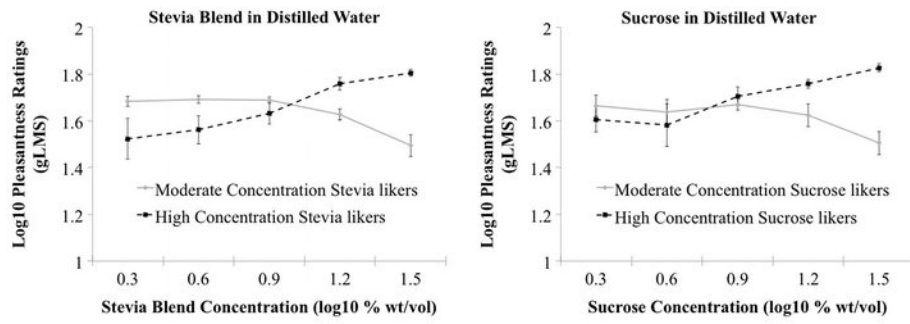 Stevia Blend in Distilled Water
Log10 Pleasantness Ratings
(gLMS)
2
1.8
1.6
1.4
1.2
1
Moderate Concentration Stevia likers
High Concentration Stevia likers
0.3 0.6 0.9 1.2 1.5
Stevia Blend Concentration (log10 % wt/vol)
Sucrose in Distilled Water
Log10 Pleasantness Ratings
(gLMS)
2
1.8
1.6
1.4
1.2
1
Moderate Concentration Sucrose likers
High Concentration Sucrose likers
0.3 0.6 0.9 1.2 1.5
Sucrose Concentration (log10 % wt/vol)